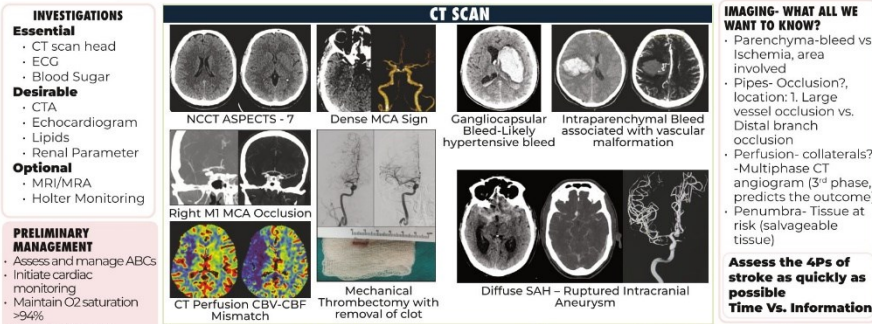 INVESTIGATIONS
Essential
• CT scan head
• ECG
• Blood Sugar
Desirable
• CTA
• Echocardiogram
• Lipids
• Renal Parameter
Optional
• MRI/MRA
• Holter Monitoring
PRELIMINARY
MANAGEMENT
• Assess and manage ABCs
• Initiate cardiac
monitoring
• Maintain O2 saturation
>94%
CT SCAN
NCCT ASPECTS - 7
Dense MCA Sign
Gangliocapsular
Bleed-Likely
hypertensive bleed
Intraparenchymal Bleed
associated with vascular
malformation
Right M1 MCA Occlusion
CT Perfusion CBV-CBF
Mismatch
Mechanical
Thrombectomy with
removal of clot
Diffuse SAH – Ruptured Intracranial
Aneurysm
IMAGING- WHAT ALL WE
WANT TO KNOW?
• Parenchyma-bleed vs
Ischemia, area
involved
• Pipes- Occlusion?,
location: 1. Large
vessel occlusion vs.
Distal branch
occlusion
• Perfusion- collaterals?
-Multiphase CT
angiogram (3rd phase,
predicts the outcome)
• Penumbra- Tissue at
risk (salvageable
tissue)
Assess the 4Ps of
stroke as quickly as
possible
Time Vs. Information